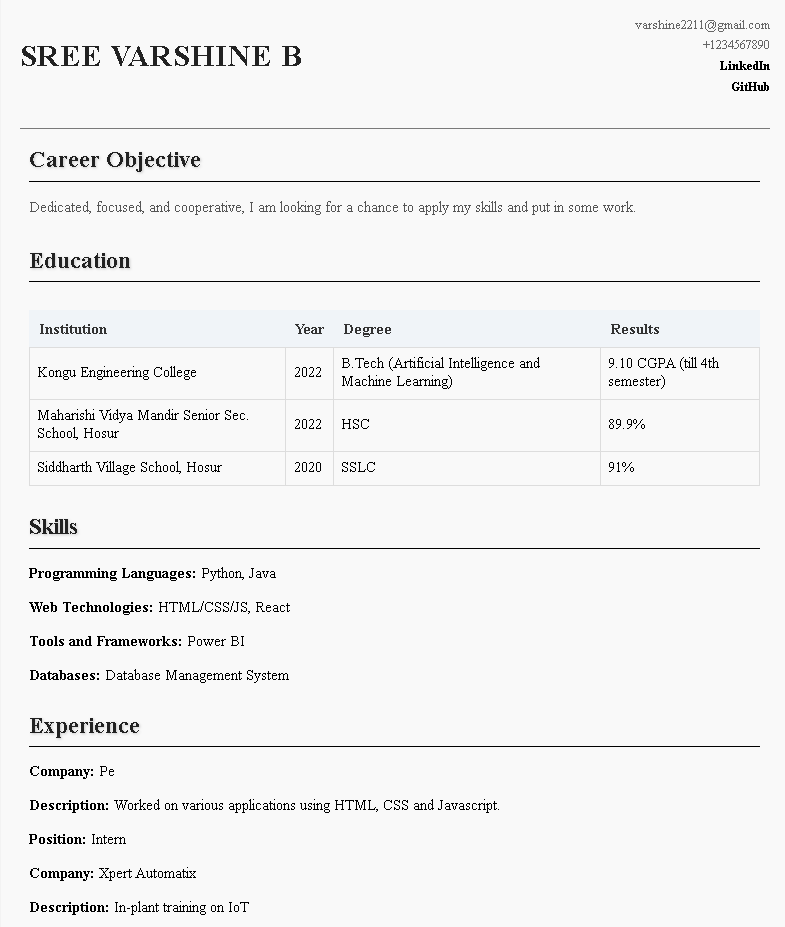 SREE VARSHINE B
varshine2211@gmail.com
+1234567890
LinkedIn
GitHub
Career Objective
Dedicated, focused, and cooperative, I am looking for a chance to apply my skills and put in some work.
Education
Institution Year Degree Results
Kongu Engineering College 2022 B.Tech (Artificial Intelligence and
Machine Learning) 9.10 CGPA (till 4th
semester)
Maharishi Vidya Mandir Senior Sec.
School, Hosur 2022 HSC 89.9%
Siddharth Village School, Hosur 2020 SSLC 91%
Skills
Programming Languages: Python, Java
Web Technologies: HTML/CSS/JS, React
Tools and Frameworks: Power BI
Databases: Database Management System
Experience
Company: Pe
Description: Worked on various applications using HTML, CSS and Javascript.
Position: Intern
Company: Xpert Automatix
Description: In-plant training on IoT